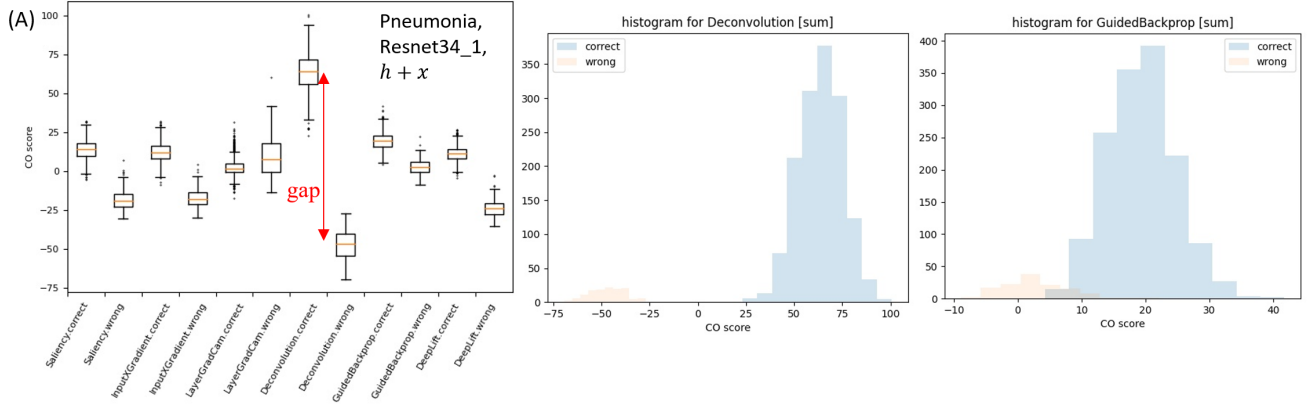 (A)
Pneumonia,
Resnet34_1,
h + x
gap
CO score
75
50
25
0
−25
−50
−75
100
Saliency.correct
Saliency.wrong
InputXGradient.correct
InputXGradient.wrong
LayerGradCam.correct
LayerGradCam.wrong
Deconvolution.correct
Deconvolution.wrong
GuidedBackprop.correct
GuidedBackprop.wrong
DeepLift.correct
DeepLift.wrong
histogram for Deconvolution [sum]
correct
wrong
350
300
250
200
150
100
50
0
−75 −50 −25 0 25 50 75 100
CO score
histogram for GuidedBackprop [sum]
correct
wrong
400
350
300
250
200
150
100
50
0
−10 0 10 20 30 40
CO score